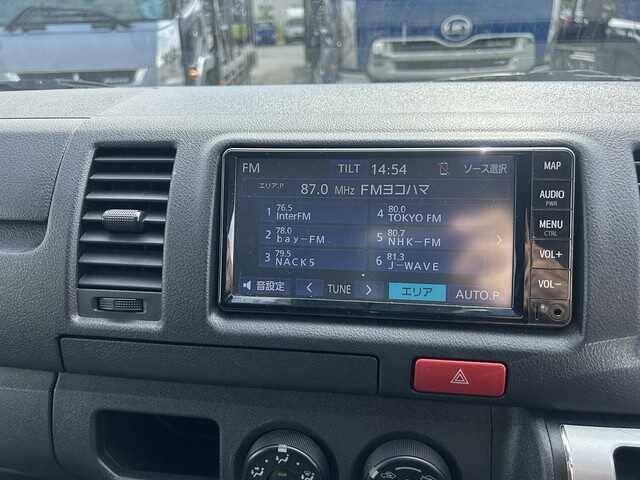 FM TILT 14:54 ソース選択
エリア.P 87.0 MHz FMヨコハマ
1 76.5 InterFM
2 78.0 bay-FM
3 79.5 NACK5
4 80.0 TOKYO FM
5 80.7 NHK-FM
6 81.3 J-WAVE
音設定 < TUNE > エリア AUTO.P
MAP
AUDIO
PWR
MENU
CTRL
VOL+
VOL-